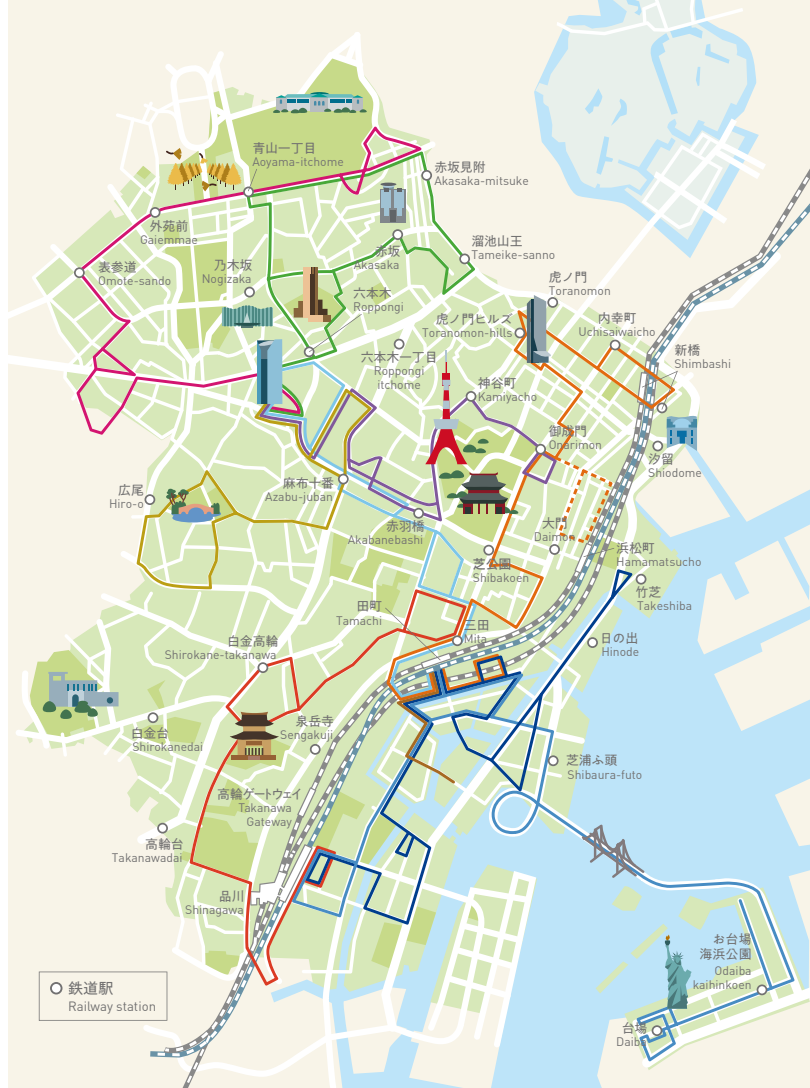 青山一丁目
Aoyama-itchome
赤坂見附
Akasaka-mitsuke
外苑前
Gaiemmae
赤坂
Akasaka
溜池山王
Tameike-sanno
表参道
Omote-sando
乃木坂
Nogizaka
六本木
Roppongi
虎ノ門
Toranomon
虎ノ門ヒルズ
Toranomon-hills
内幸町
Uchisaiwaicho
新橋
Shimbashi
六本木一丁目
Roppongi
itchome
神谷町
Kamiyacho
御成門
Onarimon
汐留
Shiodome
広尾
Hiro-o
麻布十番
Azabu-juban
赤羽橋
Akabanebashi
大門
Daimon
芝公園
Shibakoen
浜松町
Hamamatsucho
竹芝
Takeshiba
田町
Tamachi
三田
Mita
日の出
Hinode
白金高輪
Shirokane-takanawa
白金台
Shirokanedai
泉岳寺
Sengakuji
芝浦ふ頭
Shibaura-futo
高輪ゲートウェイ
Takanawa
Gateway
高輪台
Takanawadai
品川
Shinagawa
お台場
海浜公園
Odaiba
kaihinkoen
台場
Daiba
鉄道駅
Railway station